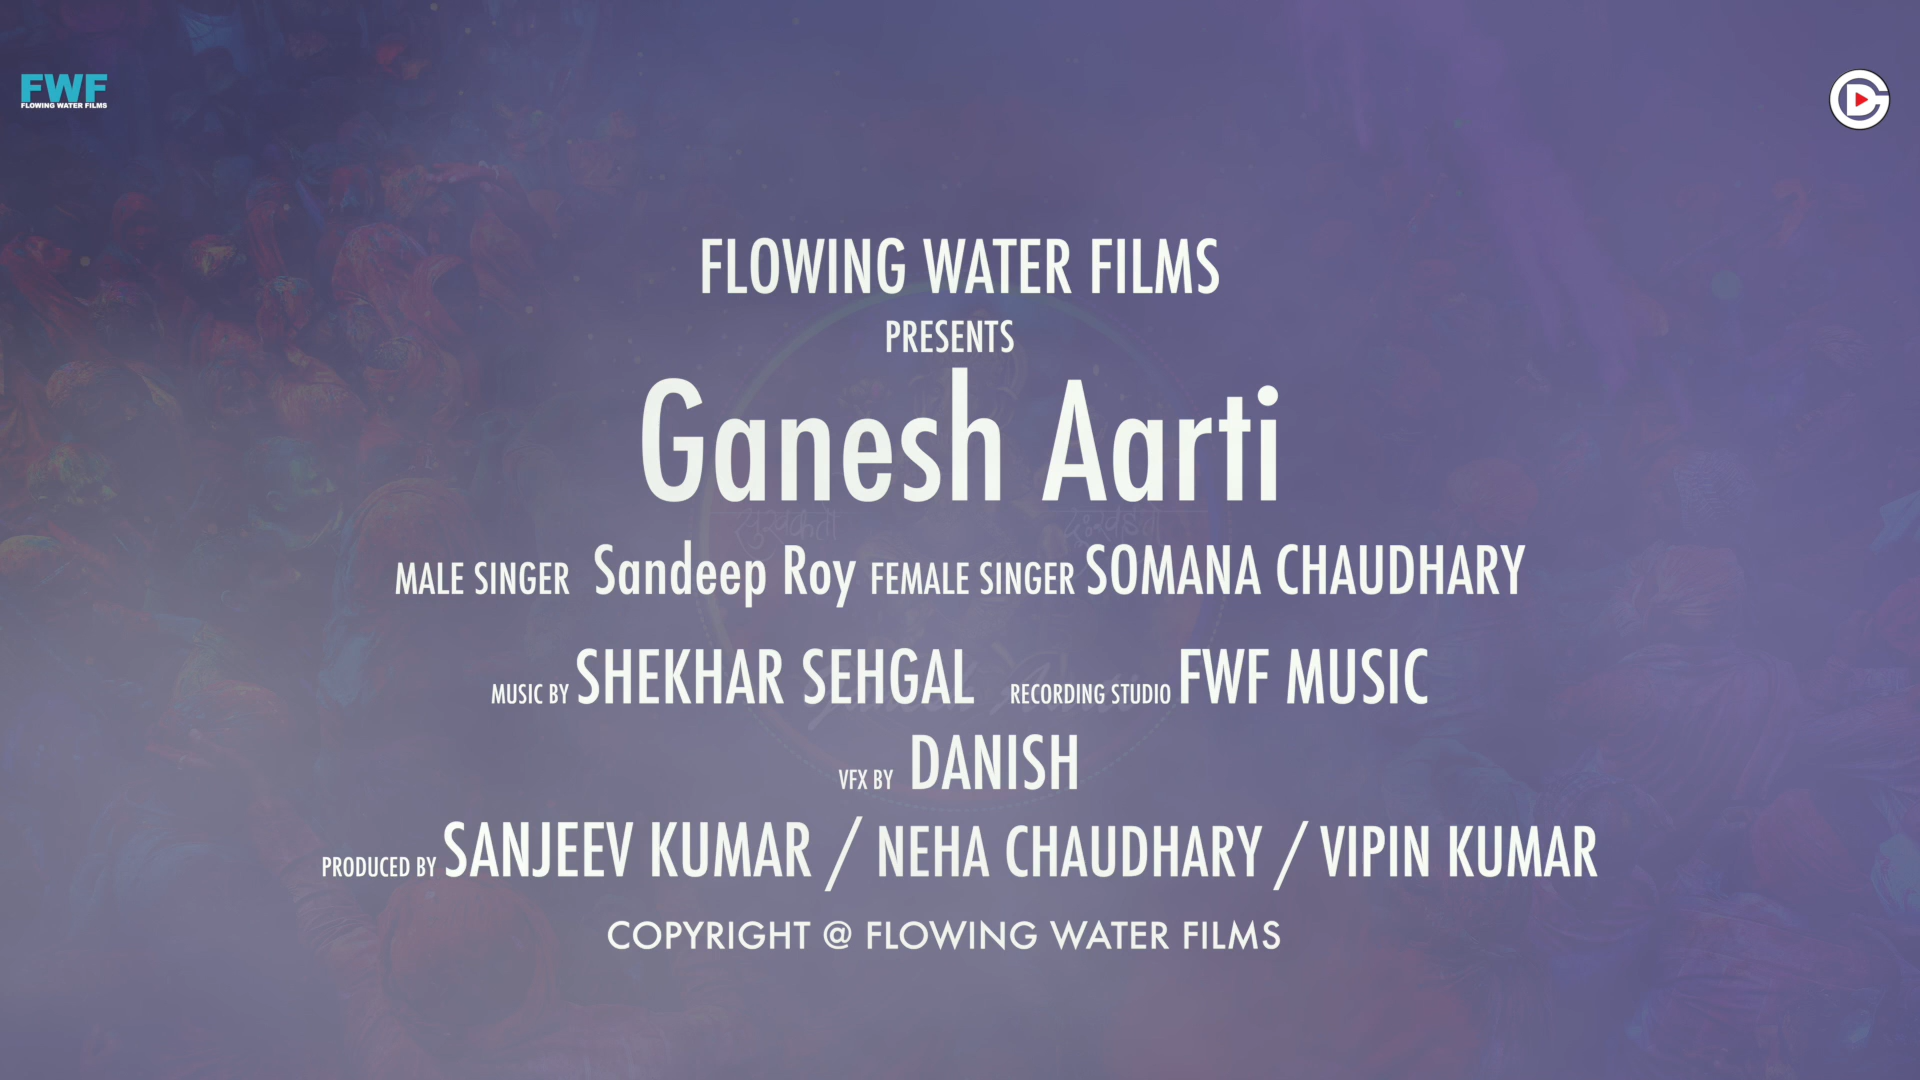 FWF
FLOWING WATER FILMS
FLOWING WATER FILMS
PRESENTS
Ganesh Aarti
सुखकर्ता दुःखहर्ता
MALE SINGER Sandeep Roy FEMALE SINGER SOMANA CHAUDHARY
MUSIC BY SHEKHAR SEHGAL RECORDING STUDIO FWF MUSIC
VFX BY DANISH
PRODUCED BY SANJEEV KUMAR / NEHA CHAUDHARY / VIPIN KUMAR
COPYRIGHT @ FLOWING WATER FILMS